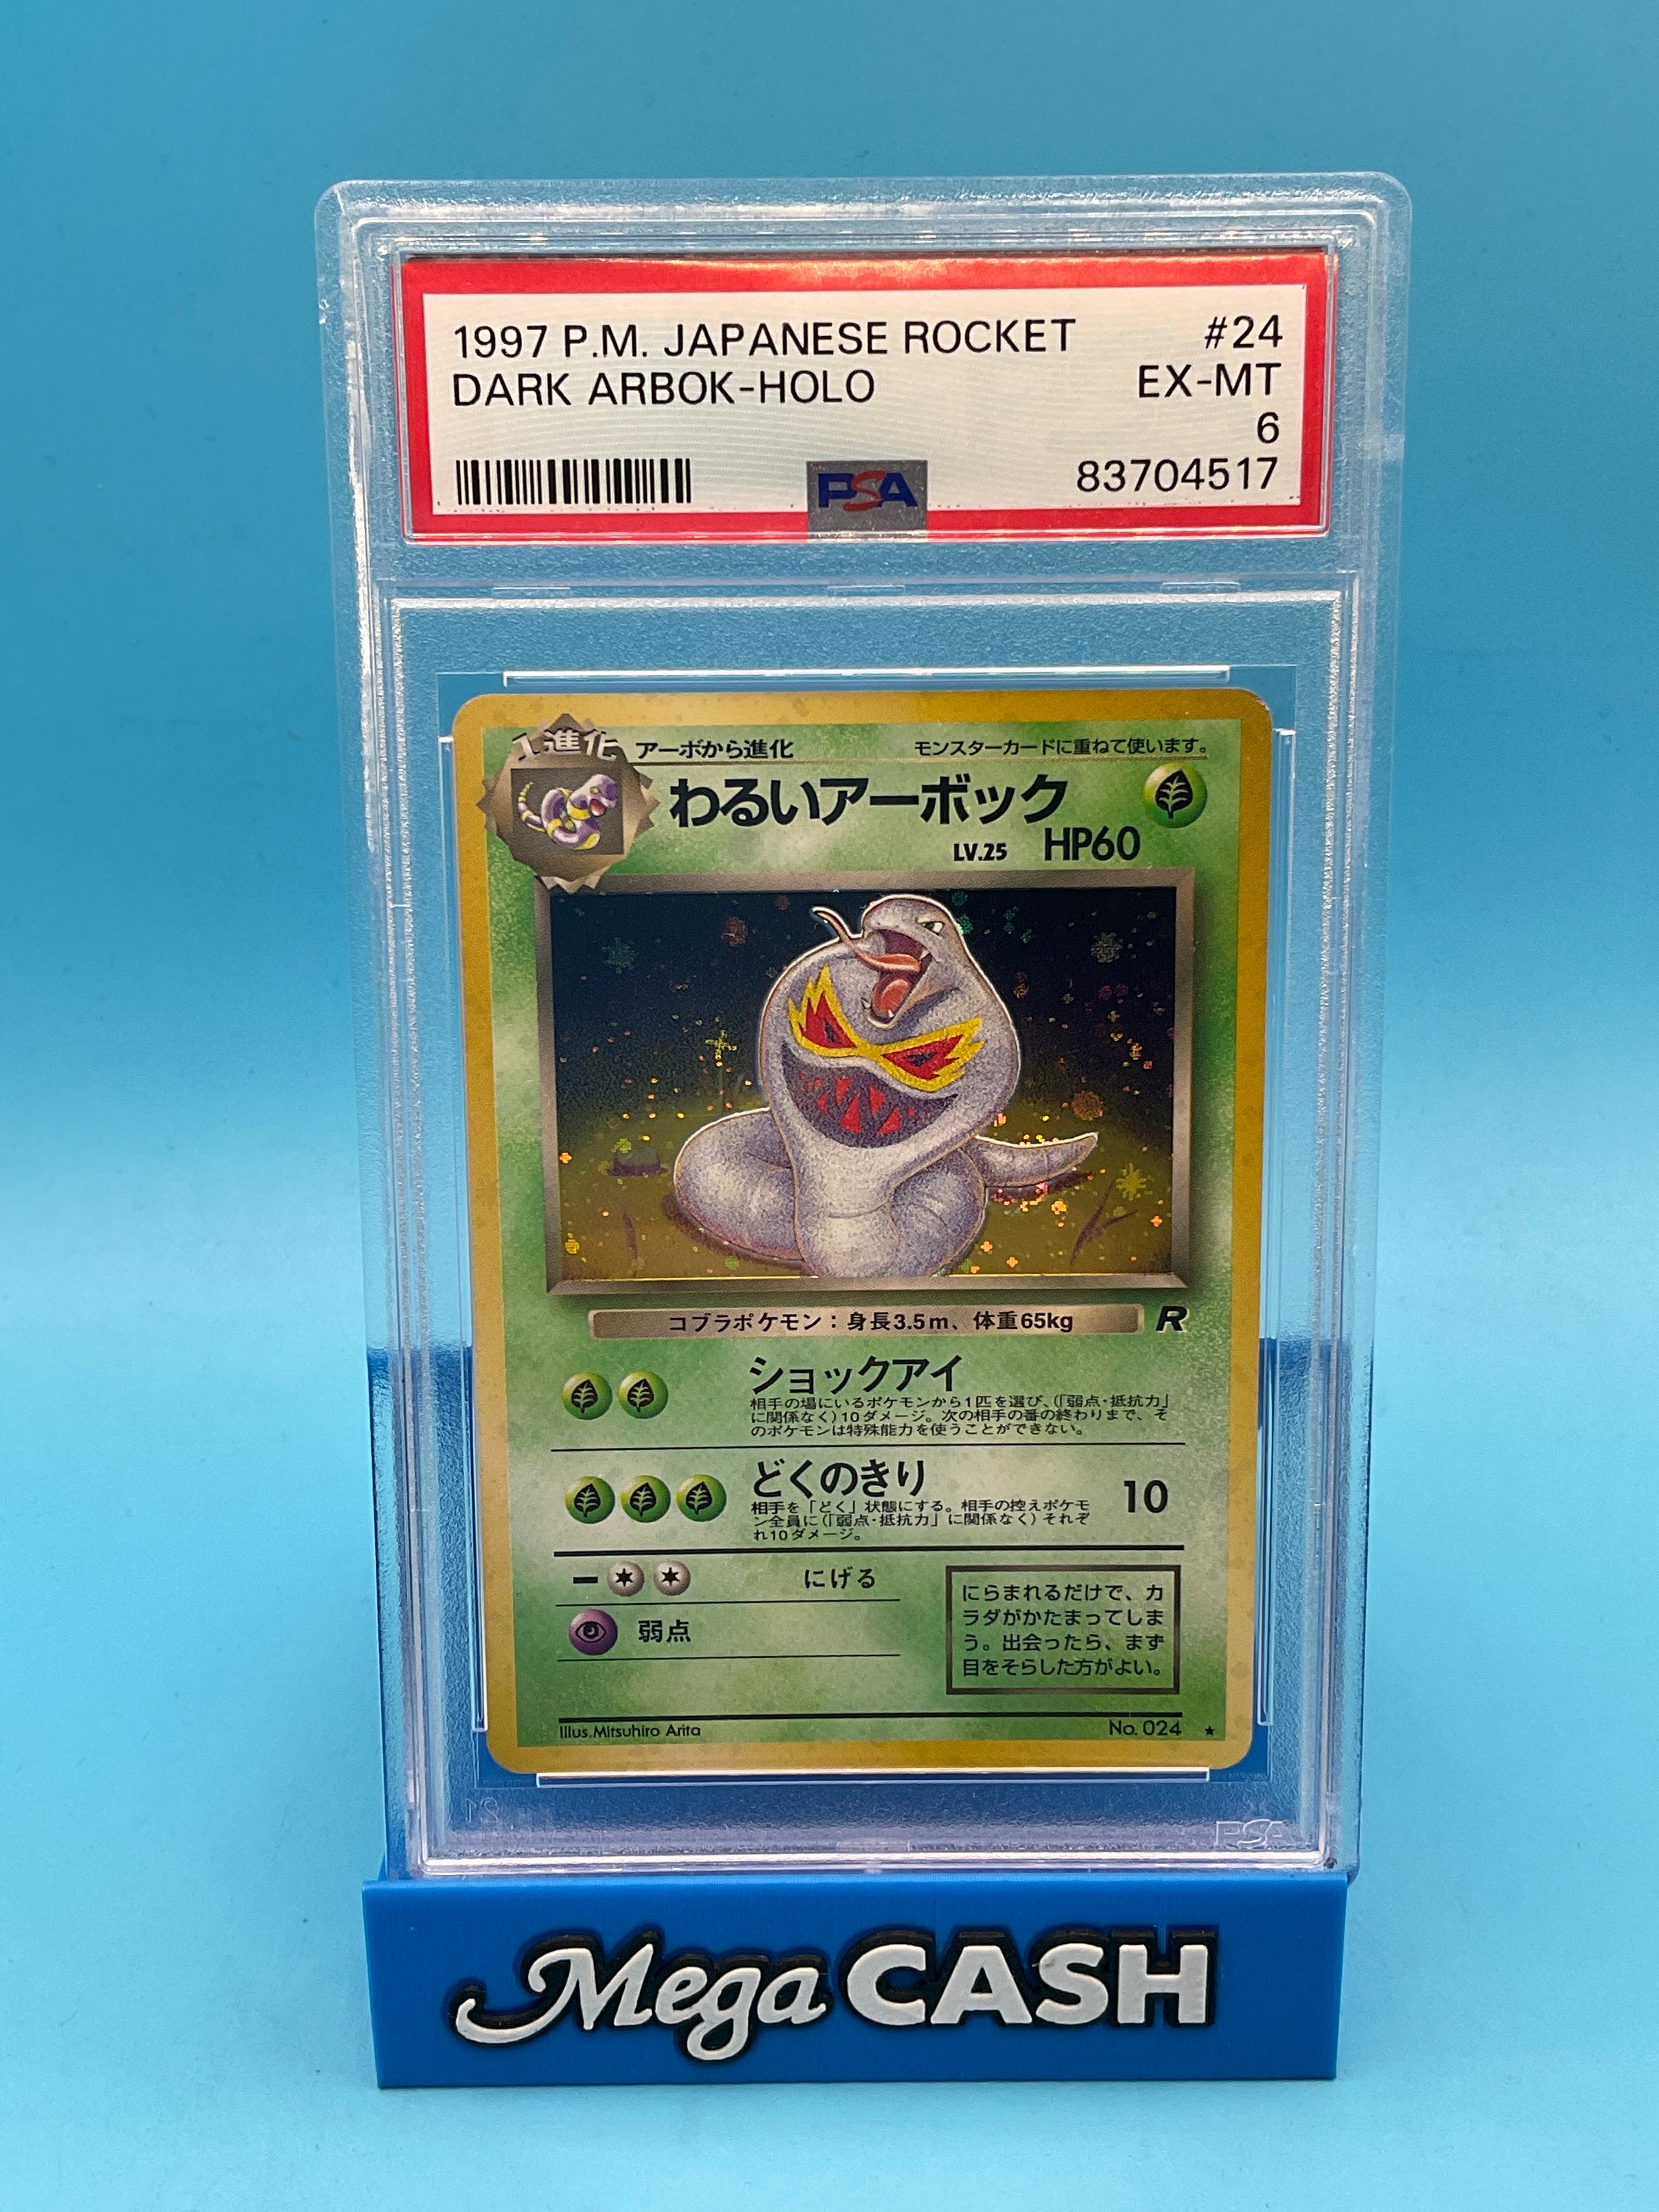 1997 P.M. JAPANESE ROCKET #24
DARK ARBOK-HOLO EX-MT
6
PSA 83704517
1進化 アーボから進化 モンスターカードに重ねて使います。
わるいアーボック
LV.25 HP60
コブラポケモン：身長3.5m、体重65kg R
ショックアイ
相手の場にいるポケモンから1匹を選び、(「弱点・抵抗力」
に関係なく)10ダメージ。次の相手の番の終わりまで、そ
のポケモンは特殊能力を使うことができない。
どくのきり 10
相手を「どく」状態にする。相手の控えポケモ
ン全員に(「弱点・抵抗力」に関係なく)それぞ
れ10ダメージ。
にげる
弱点
にらまれるだけで、カ
ラダがかたまってしま
う。出会ったら、まず
目をそらした方がよい。
Illus.Mitsuhiro Arita No.024 ★
PSA
Mega CASH